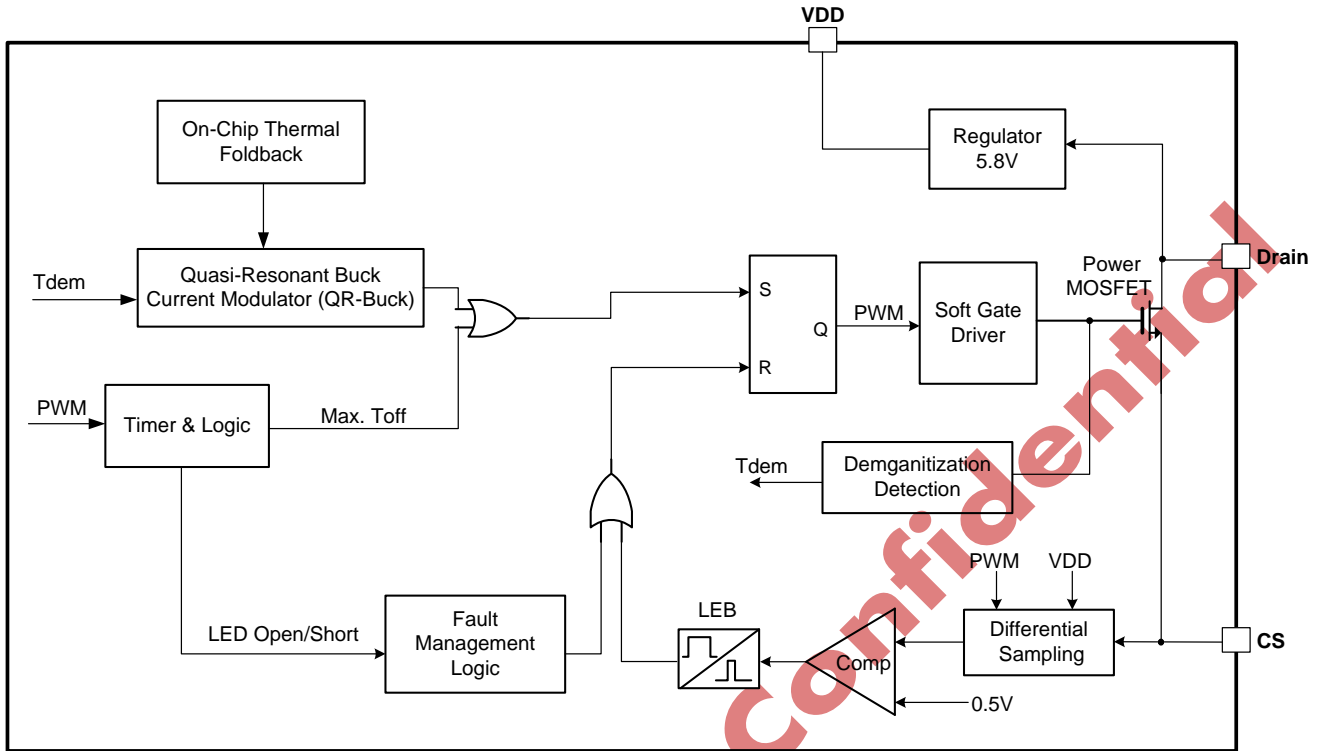 VDD
On-Chip Thermal
Foldback
Regulator
5.8V
Drain
Tdem
Quasi-Resonant Buck
Current Modulator (QR-Buck)
Power
MOSFET
S
Q
R
PWM
Soft Gate
Driver
PWM
Timer & Logic
Max. Toff
Tdem
Demganitization
Detection
PWM
VDD
LED Open/Short
Fault
Management
Logic
LEB
Comp
Differential
Sampling
CS
0.5V
Confidential